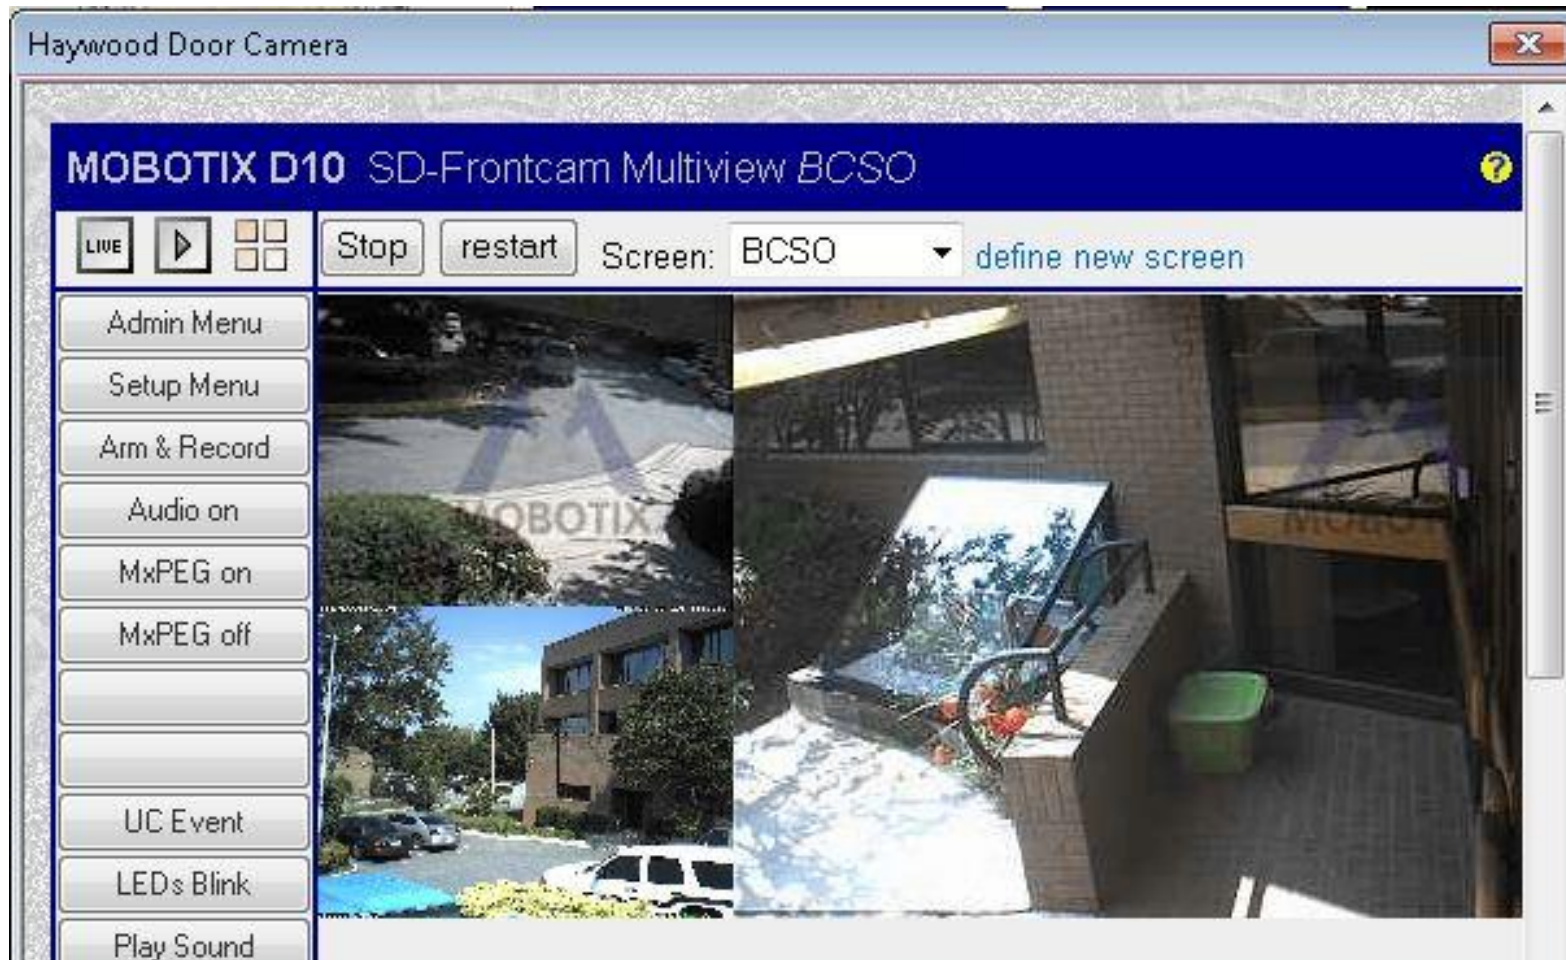 Haywood Door Camera
MOBOTIX D10 SD-Frontcam Multiview BCSO ?
LIVE
Stop restart Screen: BCSO define new screen
Admin Menu
Setup Menu
Arm & Record
Audio on
MxPEG on
MxPEG off
UC Event
LEDs Blink
Play Sound
MOBOTIX
MOBOT